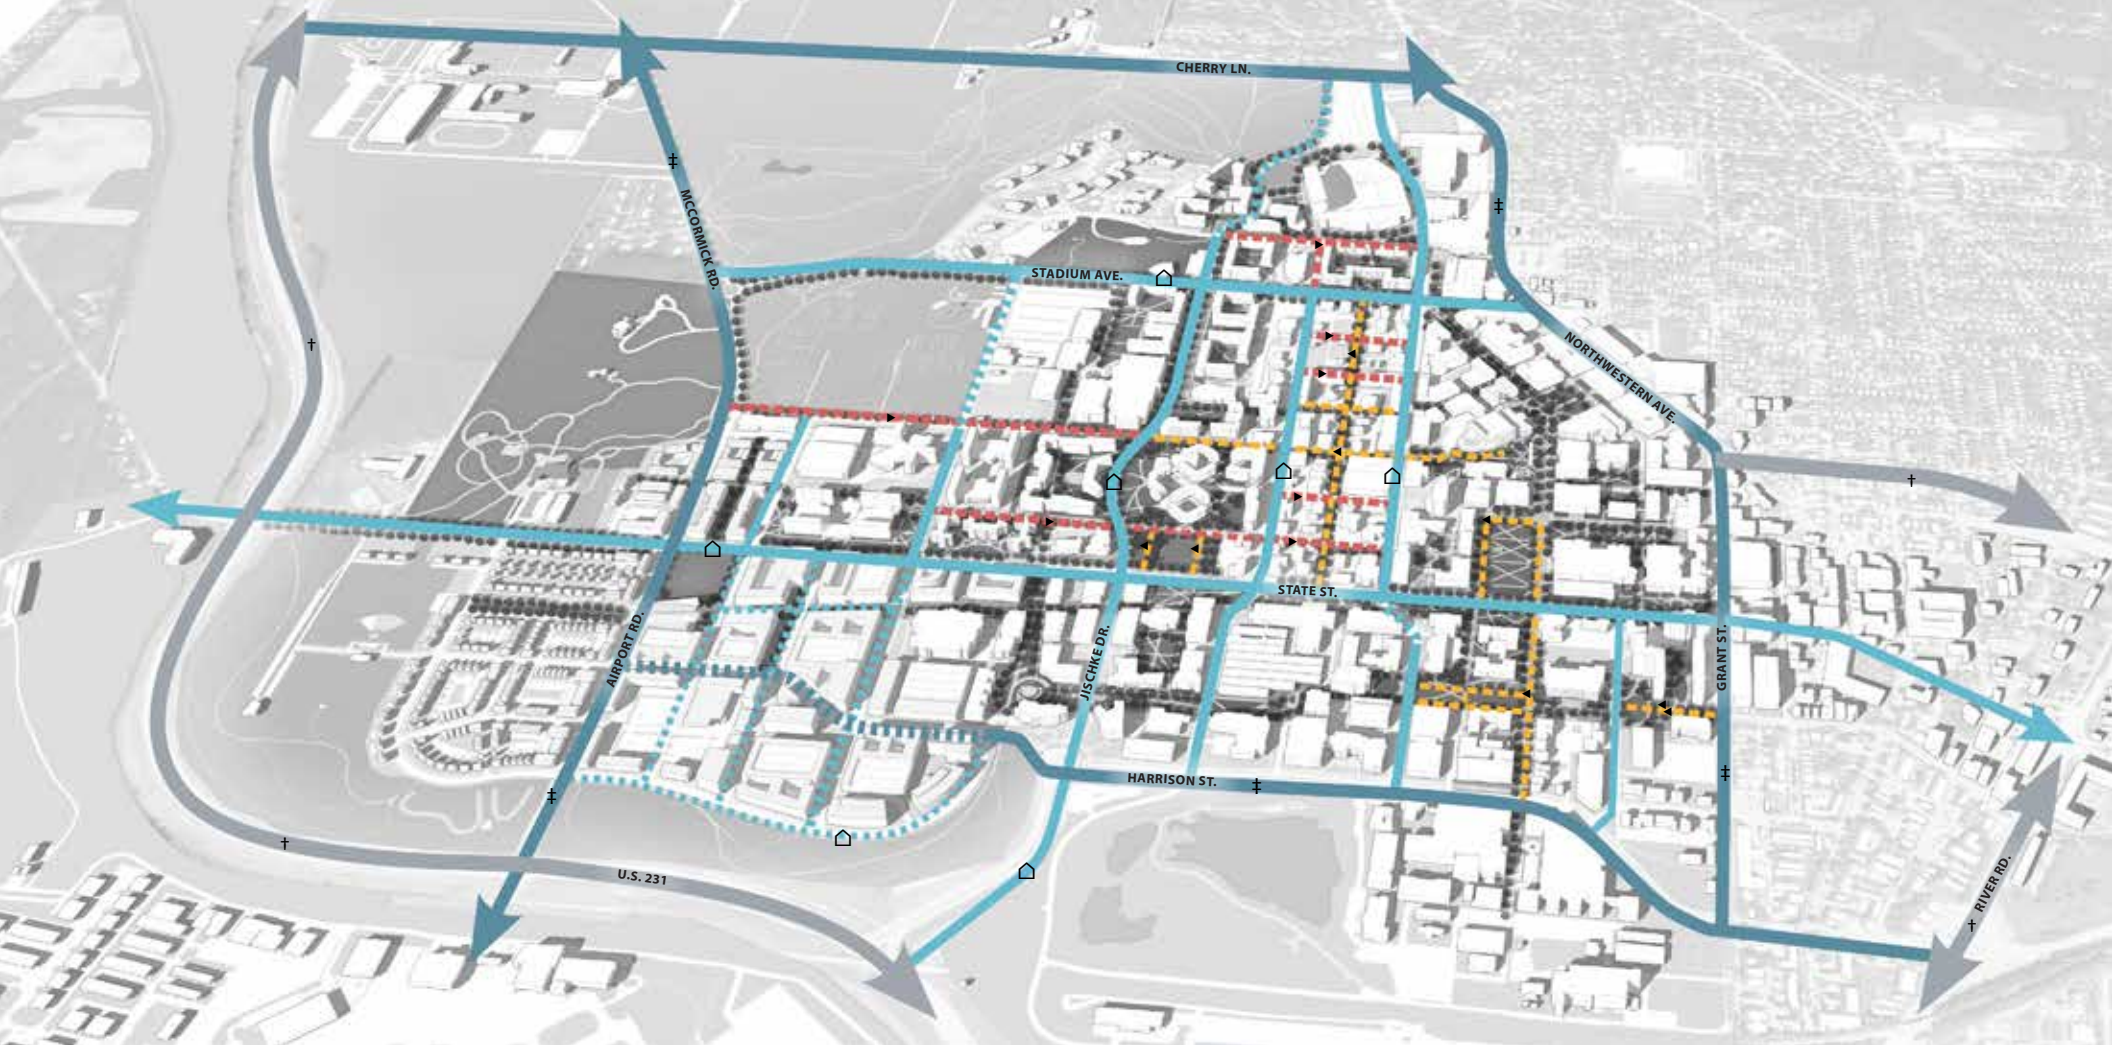 CHERRY LN.
‡
MCCORMICK RD.
‡
STADIUM AVE.
†
NORTHWESTERN AVE.
†
STATE ST.
AIRPORT RD.
JISCHKE DR.
GRANT ST.
‡
HARRISON ST. ‡
‡
†
U.S. 231
RIVER RD.
†